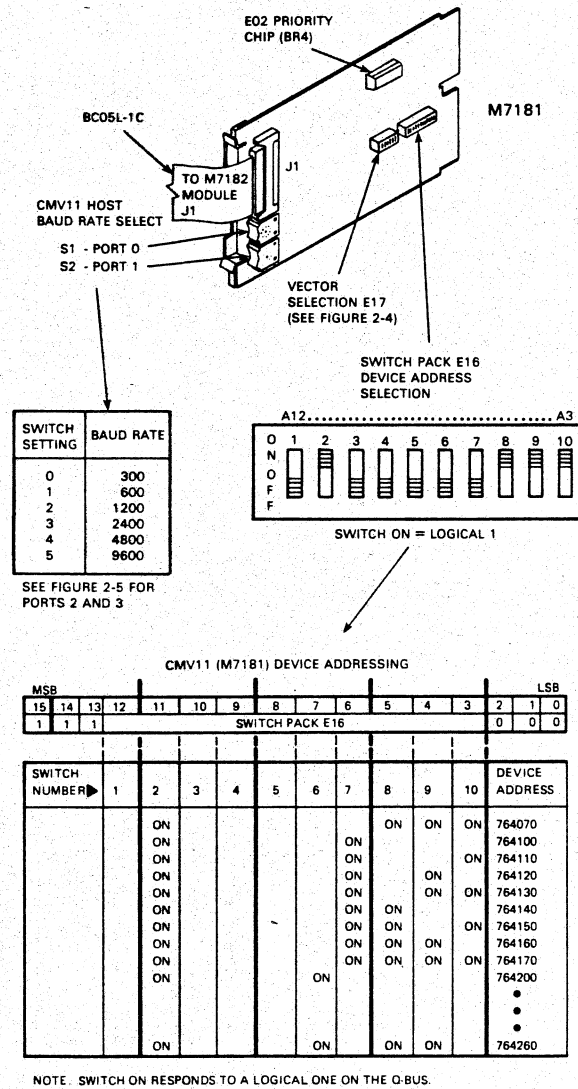 E02 PRIORITY
CHIP (BR4)
M7181
BC05L-1C
J1
TO M7182
MODULE
J1
CMV11 HOST
BAUD RATE SELECT
S1 - PORT 0
S2 - PORT 1
VECTOR
SELECTION E17
(SEE FIGURE 2-4)
SWITCH PACK E16
DEVICE ADDRESS
SELECTION
SWITCH SETTING BAUD RATE
0 300
1 600
2 1200
3 2400
4 4800
5 9600
SEE FIGURE 2-5 FOR
PORTS 2 AND 3
A12 A3
ON 1 2 3 4 5 6 7 8 9 10
OFF
SWITCH ON = LOGICAL 1
CMV11 (M7181) DEVICE ADDRESSING
MSB LSB
15 14 13 12 11 10 9 8 7 6 5 4 3 2 1 0
1 1 1 SWITCH PACK E16 0 0 0
SWITCH NUMBER 1 2 3 4 5 6 7 8 9 10 DEVICE ADDRESS
ON ON ON ON 764070
ON ON 764100
ON ON ON 764110
ON ON ON 764120
ON ON ON ON 764130
ON ON ON 764140
ON ON ON ON 764150
ON ON ON ON 764160
ON ON ON ON ON 764170
ON ON 764200
ON ON ON ON 764260
NOTE. SWITCH ON RESPONDS TO A LOGICAL ONE ON THE Q-BUS.